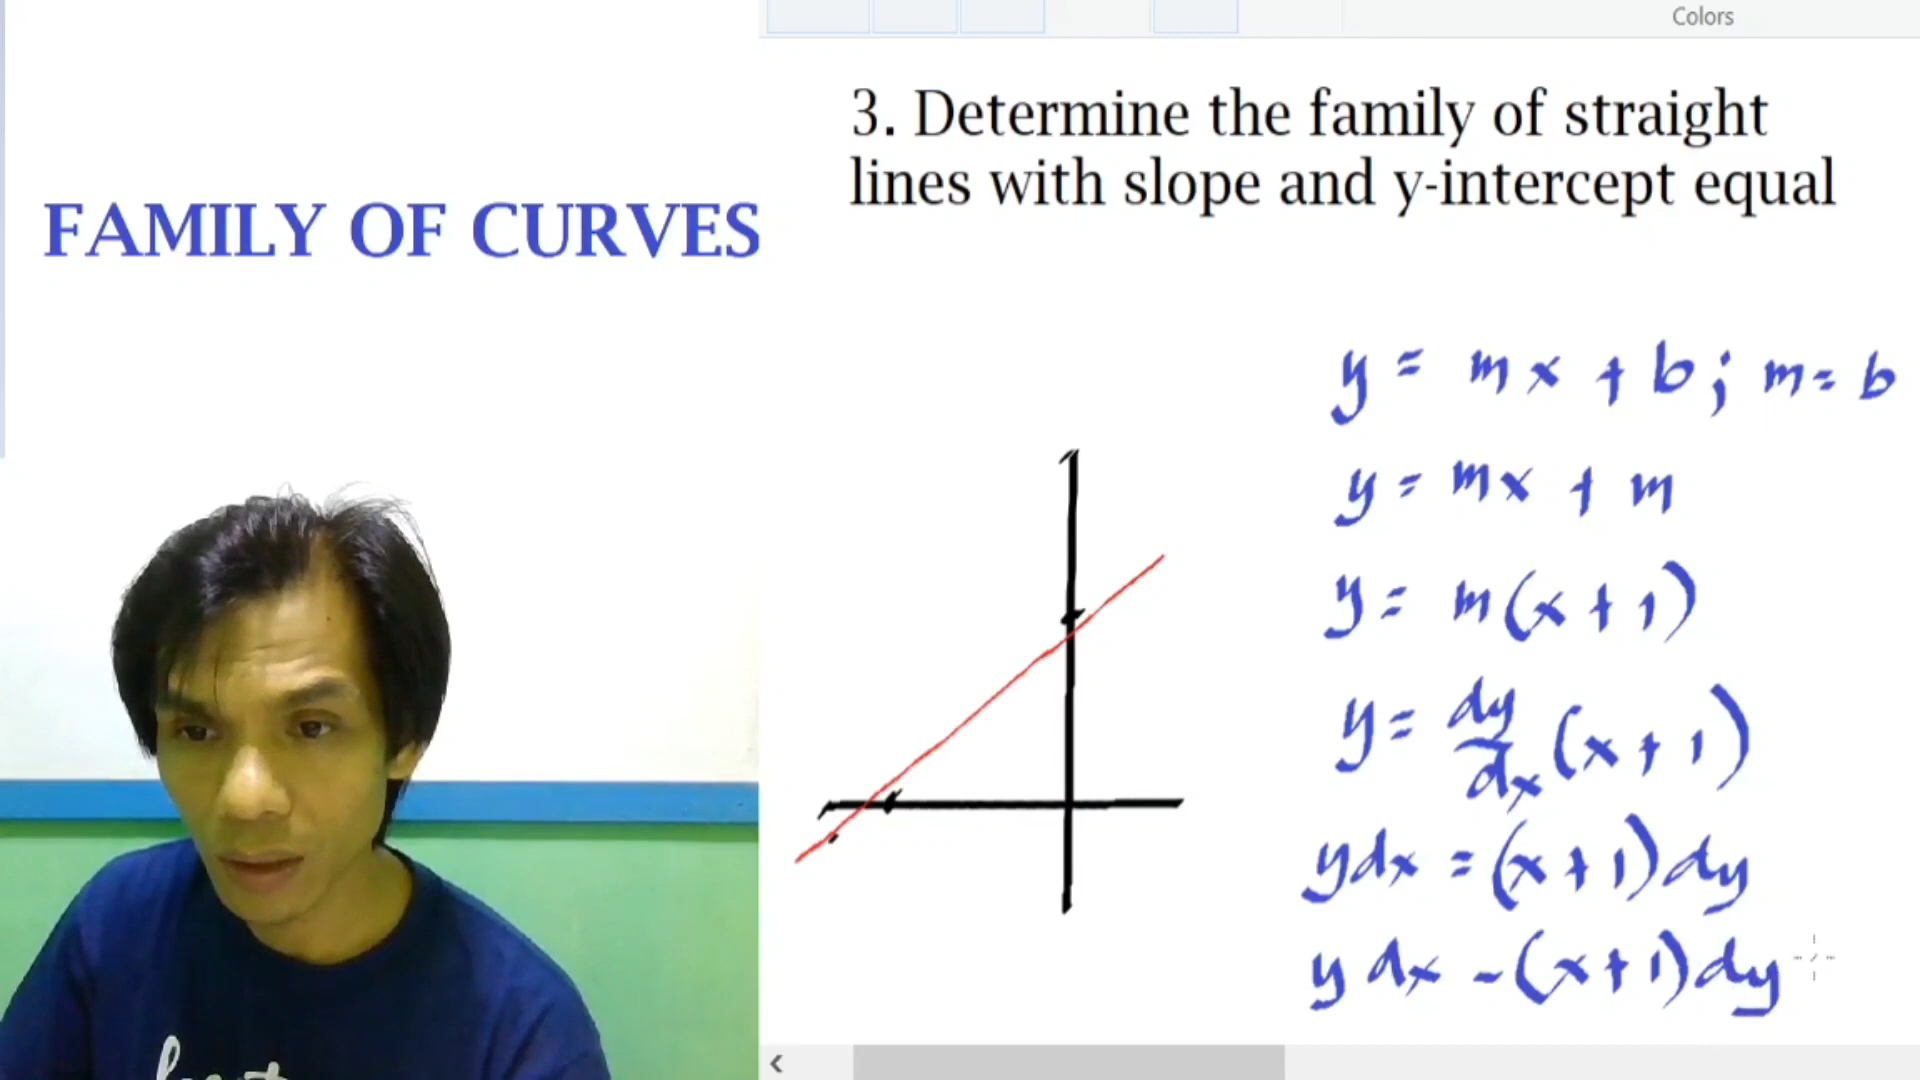 Colors
FAMILY OF CURVES
3. Determine the family of straight
lines with slope and y-intercept equal
y = mx + b; m = b
y = mx + m
y = m(x + 1)
y = dy/dx (x + 1)
ydx = (x + 1)dy
ydx - (x + 1)dy